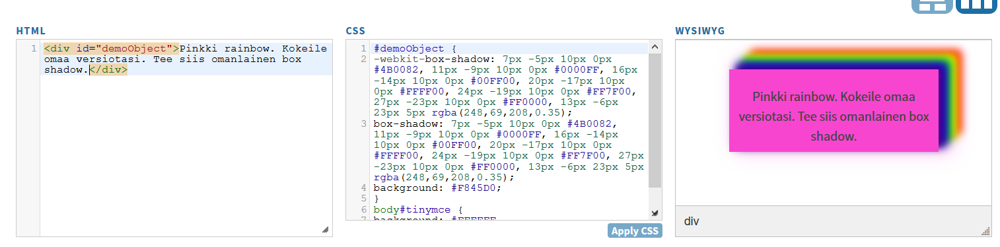 HTML
1 <div id="demoObject">Pinkki rainbow. Kokeile
omaa versiotasi. Tee siis omanlainen box
shadow.</div>
CSS
1 #demoObject {
2 -webkit-box-shadow: 7px -5px 10px 0px
#4B0082, 11px -9px 10px 0px #0000FF, 16px
-14px 10px 0px #00FF00, 20px -17px 10px
0px #FFFF00, 24px -19px 10px 0px #FF7F00,
27px -23px 10px 0px #FF0000, 13px -6px
23px 5px rgba(248,69,208,0.35);
3 box-shadow: 7px -5px 10px 0px #4B0082,
11px -9px 10px 0px #0000FF, 16px -14px
10px 0px #00FF00, 20px -17px 10px 0px
#FFFF00, 24px -19px 10px 0px #FF7F00, 27px
-23px 10px 0px #FF0000, 13px -6px 23px 5px
rgba(248,69,208,0.35);
4 background: #F845D0;
5 }
6 body#tinymce {
7 background: #FFFFFF
Apply CSS
WYSIWYG
Pinkki rainbow. Kokeile omaa
versiotasi. Tee siis omanlainen box
shadow.
div